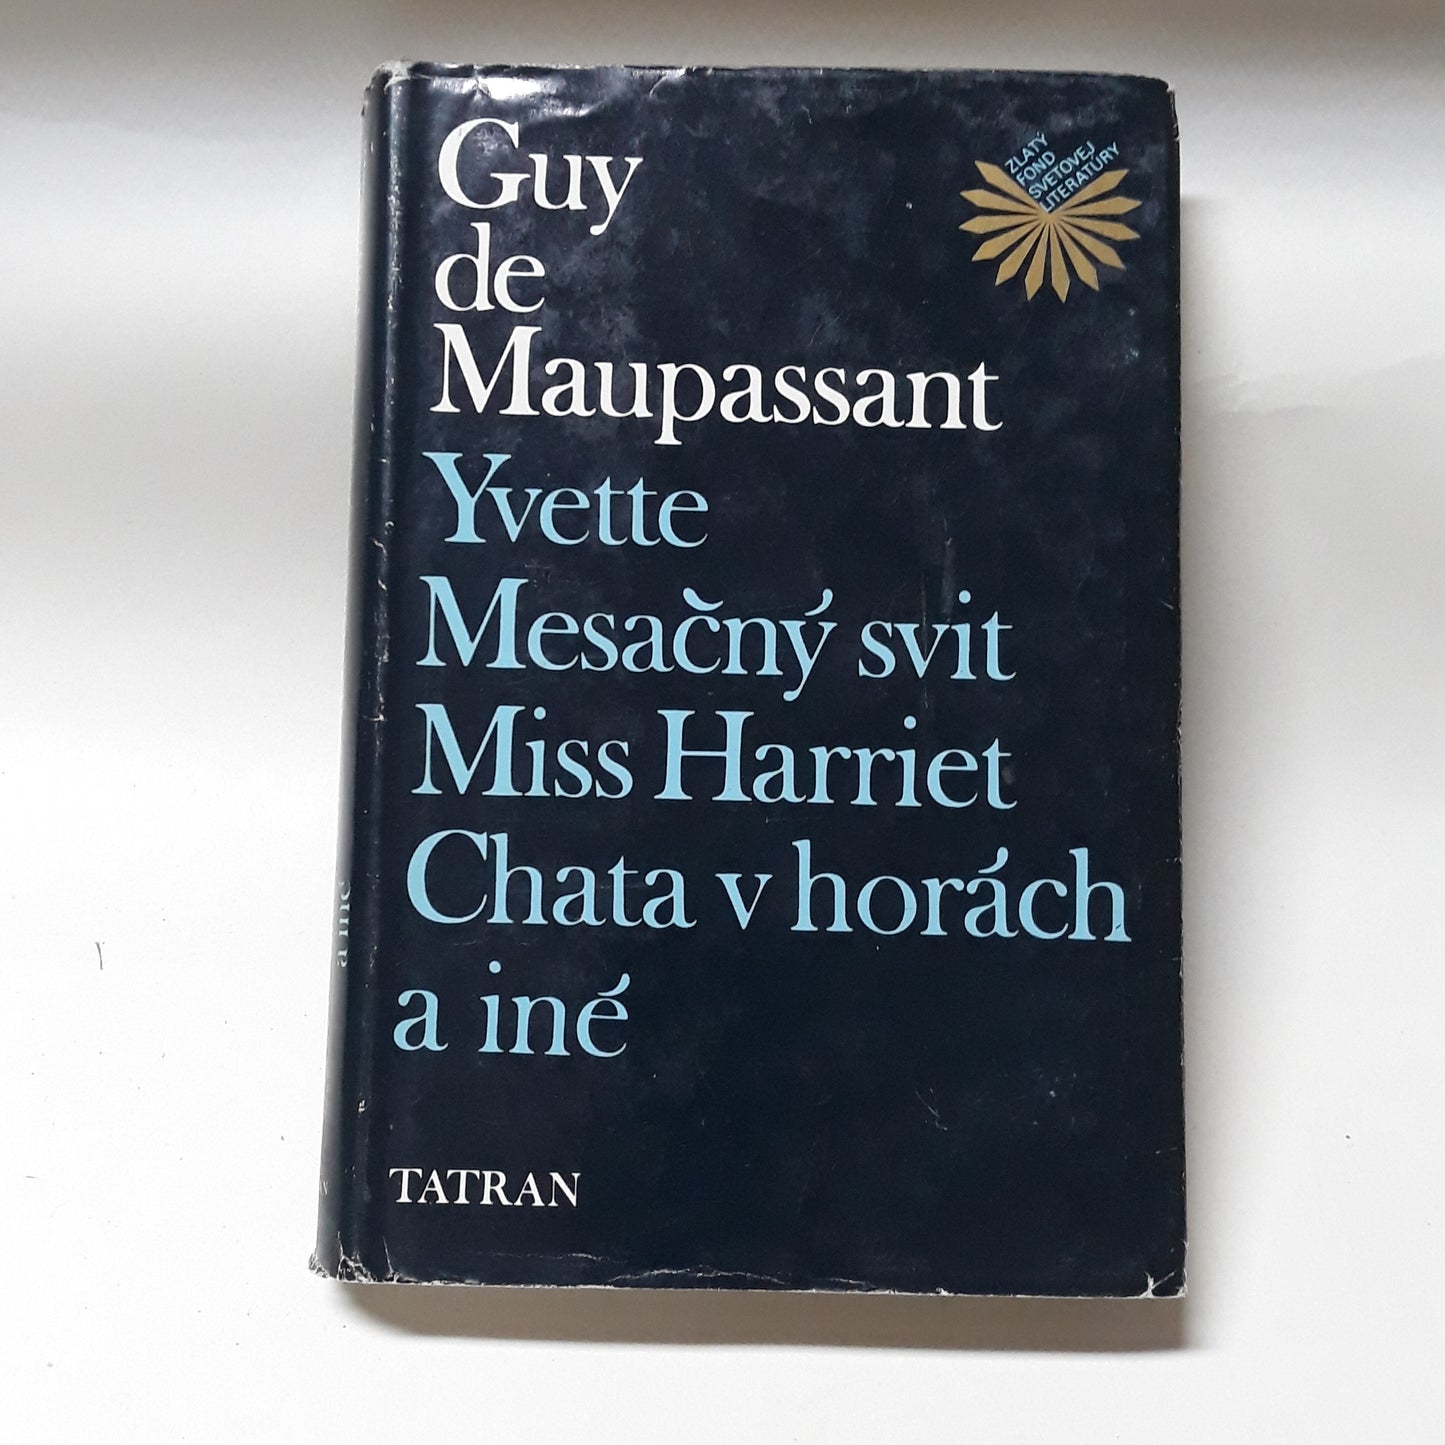 Guy
de
Maupassant
ZLATÝ
FOND
SVETOVEJ
LITERATÚRY
Yvette
Mesačný svit
Miss Harriet
Chata v horách
a iné
TATRAN
a iné